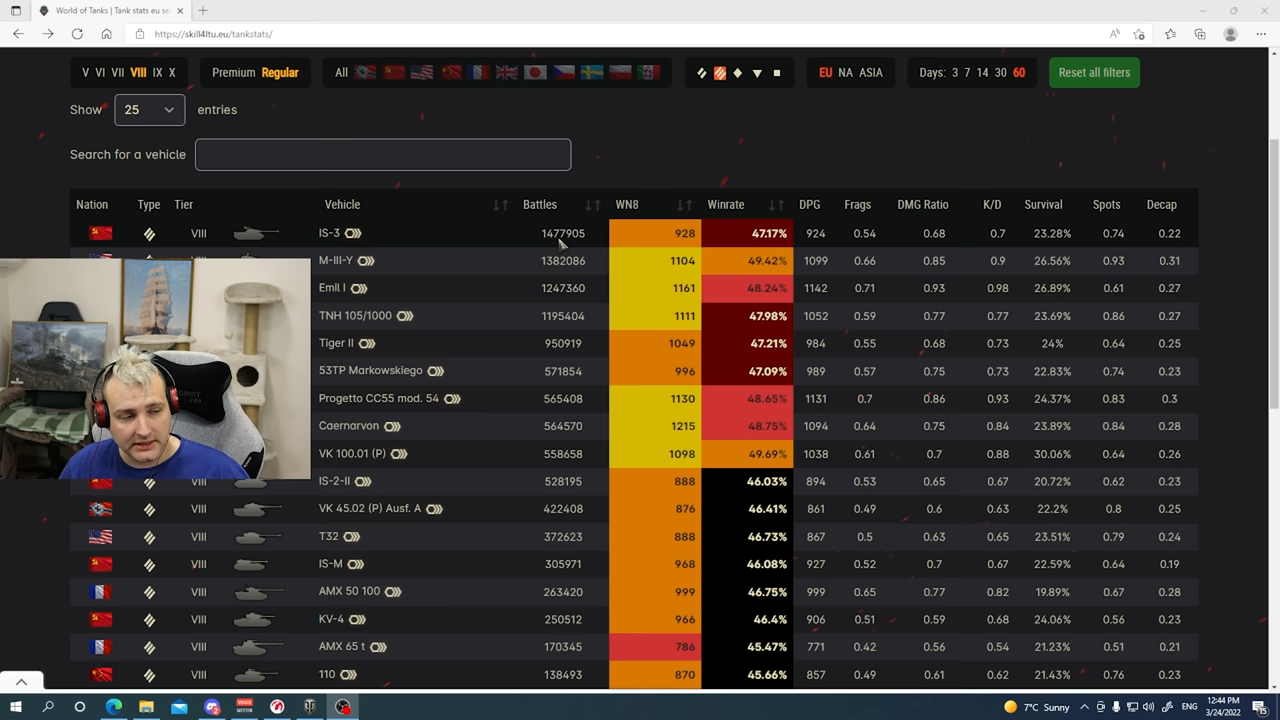 World of Tanks | Tank stats eu se
https://skill4ltu.eu/tankstats/
V VI VII VIII IX X Premium Regular All EU NA ASIA Days: 3 7 14 30 60 Reset all filters
Show 25 entries
Search for a vehicle
Nation Type Tier Vehicle Battles WN8 Winrate DPG Frags DMG Ratio K/D Survival Spots Decap
VIII IS-3 1477905 928 47.17% 924 0.54 0.68 0.7 23.28% 0.74 0.22
M-III-Y 1382086 1104 49.42% 1099 0.66 0.85 0.9 26.56% 0.93 0.31
Emil I 1247360 1161 48.24% 1142 0.71 0.93 0.98 26.89% 0.61 0.27
TNH 105/1000 1195404 1111 47.98% 1052 0.59 0.77 0.77 23.69% 0.86 0.27
Tiger II 950919 1049 47.21% 984 0.55 0.68 0.73 24% 0.64 0.25
53TP Markowskiego 571854 996 47.09% 989 0.57 0.75 0.73 22.83% 0.74 0.23
Progetto CC55 mod. 54 565408 1130 48.65% 1131 0.7 0.86 0.93 24.37% 0.83 0.3
Caernarvon 564570 1215 48.75% 1094 0.64 0.75 0.84 23.89% 0.84 0.28
VK 100.01 (P) 558658 1098 49.69% 1038 0.61 0.7 0.88 30.06% 0.64 0.26
VIII IS-2-II 528195 888 46.03% 894 0.53 0.65 0.67 20.72% 0.62 0.23
VIII VK 45.02 (P) Ausf. A 422408 876 46.41% 861 0.49 0.6 0.63 22.2% 0.8 0.25
VIII T32 372623 888 46.73% 867 0.5 0.63 0.65 23.51% 0.79 0.24
VIII IS-M 305971 968 46.08% 927 0.52 0.7 0.67 22.59% 0.64 0.19
VIII AMX 50 100 263420 999 46.75% 999 0.65 0.77 0.82 19.89% 0.67 0.28
VIII KV-4 250512 966 46.4% 906 0.51 0.59 0.68 24.06% 0.56 0.23
VIII AMX 65 t 170345 786 45.47% 771 0.42 0.56 0.54 21.23% 0.51 0.21
VIII 110 138493 870 45.66% 857 0.49 0.61 0.62 21.43% 0.76 0.23
7°C Sunny ENG 12:44 PM
3/24/2022